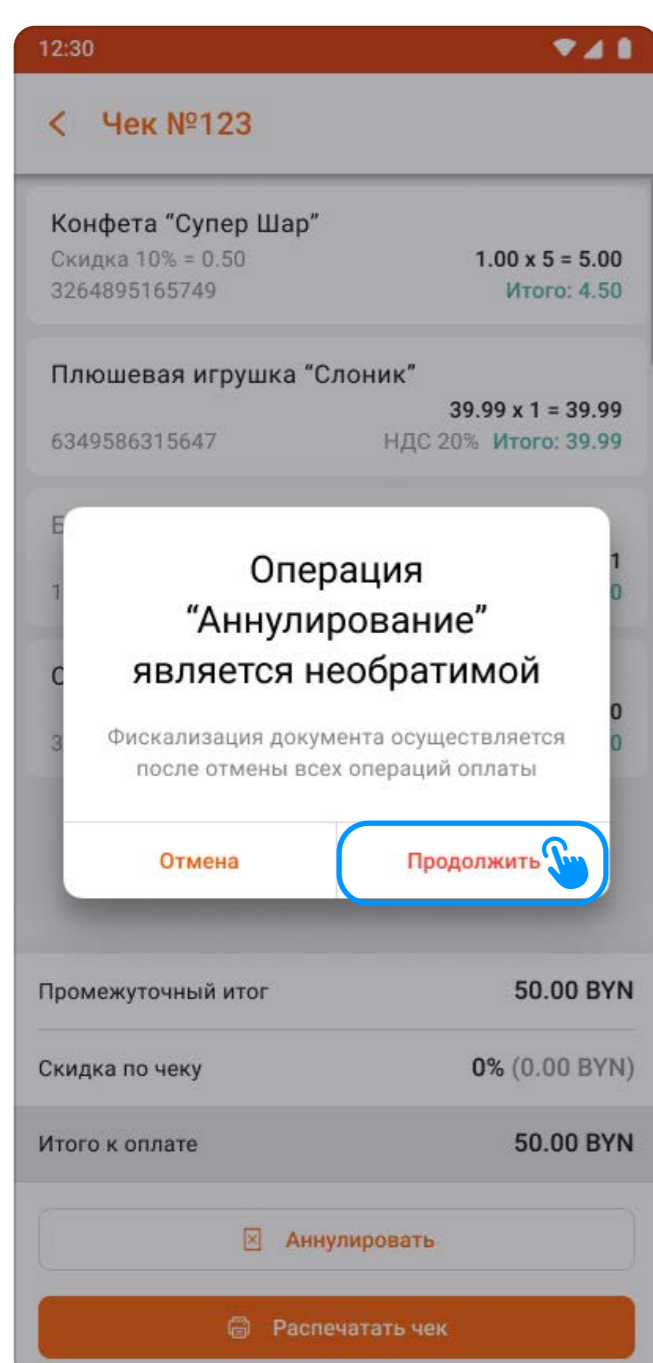 12:30
Чек №123
Конфета “Супер Шар”
Скидка 10% = 0.50
1.00 x 5 = 5.00
3264895165749
Итого: 4.50
Плюшевая игрушка “Слоник”
39.99 x 1 = 39.99
6349586315647
НДС 20% Итого: 39.99
Операция
“Аннулирование”
является необратимой
Фискализация документа осуществляется
после отмены всех операций оплаты
Отмена
Продолжить
Промежуточный итог
50.00 BYN
Скидка по чеку
0% (0.00 BYN)
Итого к оплате
50.00 BYN
Аннулировать
Распечатать чек